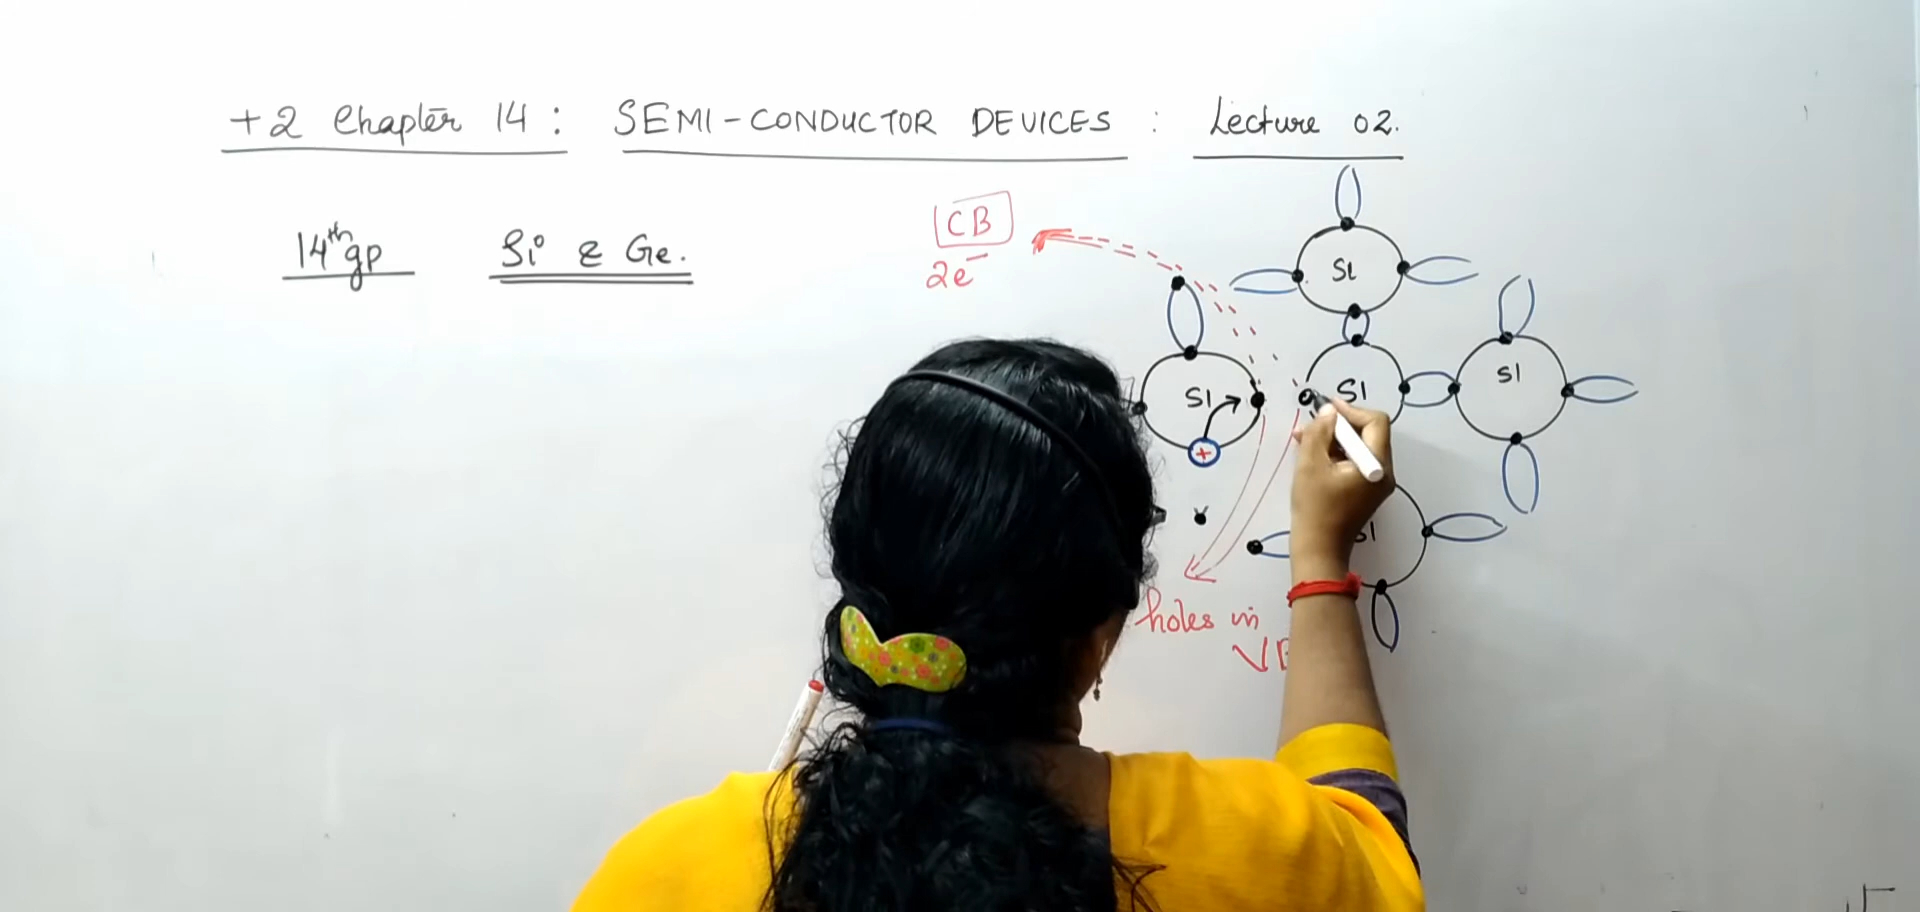 +2 Chapter 14 : SEMI-CONDUCTOR DEVICES : Lecture 02.
14th gp Si & Ge.
CB
2e⁻
Si
Si
Si
Si
+
holes in